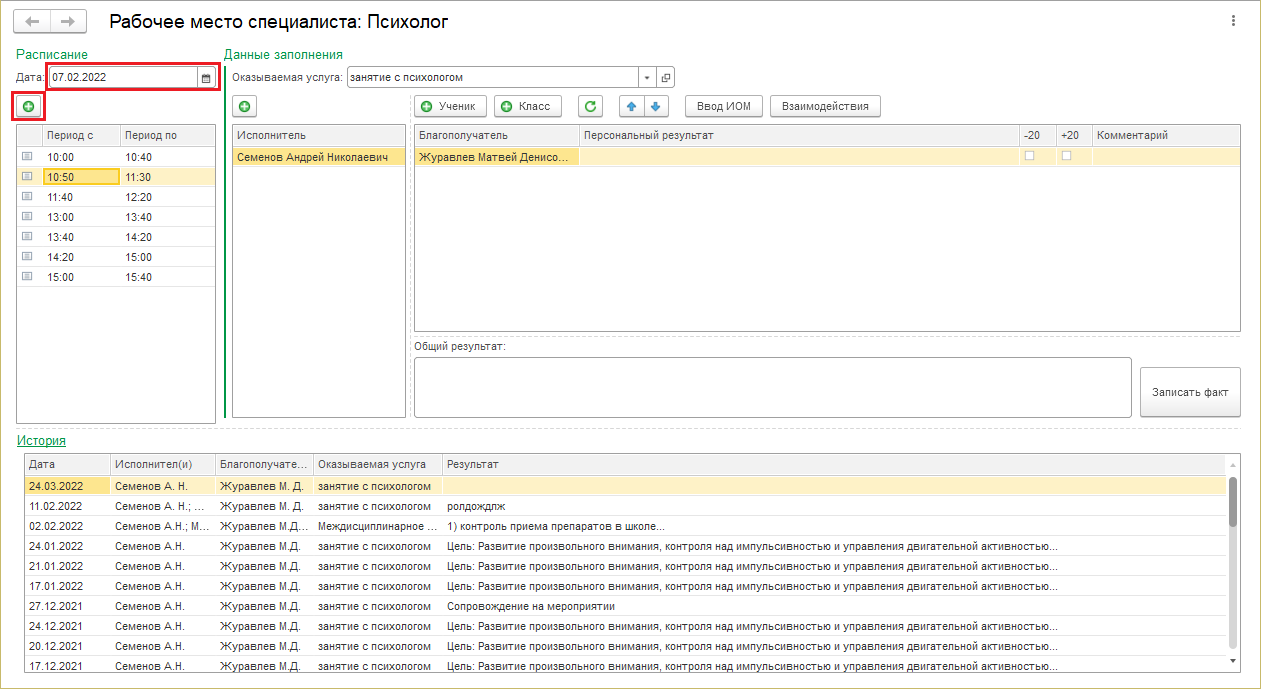 Рабочее место специалиста: Психолог
Расписание
Дата: 07.02.2022
Период с Период по
10:00 10:40
10:50 11:30
11:40 12:20
13:00 13:40
13:40 14:20
14:20 15:00
15:00 15:40
Данные заполнения
Оказываемая услуга: занятие с психологом
Ученик Класс Ввод ИОМ Взаимодействия
Исполнитель
Семенов Андрей Николаевич
Благополучатель Персональный результат -20 +20 Комментарий
Журавлев Матвей Денисо...
Общий результат:
Записать факт
История
Дата Исполнител(и) Благополучате... Оказываемая услуга Результат
24.03.2022 Семенов А. Н. Журавлев М. Д. занятие с психологом
11.02.2022 Семенов А. Н.; ... Журавлев М. Д. занятие с психологом ролдождпж
02.02.2022 Семенов А.Н.; М... Журавлев М.Д... Междисциплинарное ... 1) контроль приема препаратов в школе...
24.01.2022 Семенов А.Н. Журавлев М.Д. занятие с психологом Цель: Развитие произвольного внимания, контроля над импульсивностью и управления двигательной активностью...
21.01.2022 Семенов А.Н. Журавлев М.Д. занятие с психологом Цель: Развитие произвольного внимания, контроля над импульсивностью и управления двигательной активностью...
17.01.2022 Семенов А.Н. Журавлев М.Д. занятие с психологом Цель: Развитие произвольного внимания, контроля над импульсивностью и управления двигательной активностью...
27.12.2021 Семенов А.Н. Журавлев М.Д. занятие с психологом Сопровождение на мероприятии
24.12.2021 Семенов А.Н. Журавлев М.Д. занятие с психологом Цель: Развитие произвольного внимания, контроля над импульсивностью и управления двигательной активностью...
20.12.2021 Семенов А.Н. Журавлев М.Д. занятие с психологом Цель: Развитие произвольного внимания, контроля над импульсивностью и управления двигательной активностью...
17.12.2021 Семенов А.Н. Журавлев М.Д. занятие с психологом Цель: Развитие произвольного внимания, контроля над импульсивностью и управления двигательной активностью...